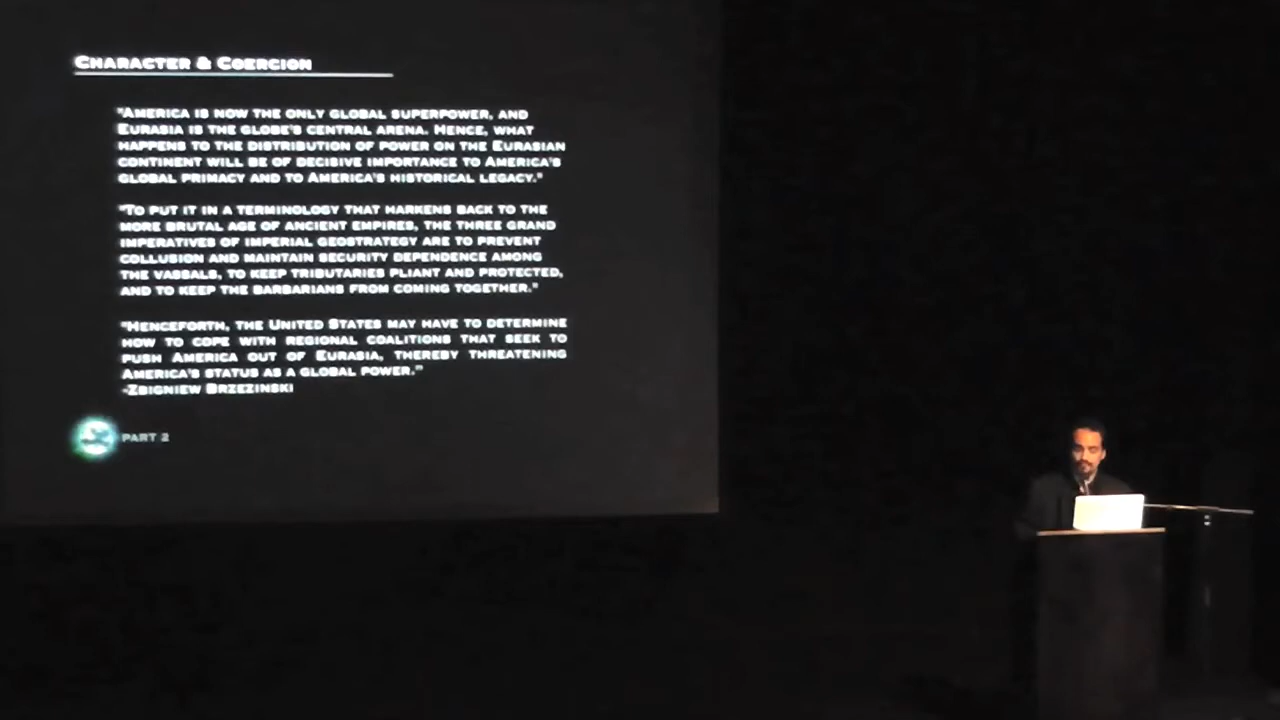 CHARACTER & COERCION
"AMERICA IS NOW THE ONLY GLOBAL SUPERPOWER, AND
EURASIA IS THE GLOBE'S CENTRAL ARENA. HENCE, WHAT
HAPPENS TO THE DISTRIBUTION OF POWER ON THE EURASIAN
CONTINENT WILL BE OF DECISIVE IMPORTANCE TO AMERICA'S
GLOBAL PRIMACY AND TO AMERICA'S HISTORICAL LEGACY."
"TO PUT IT IN A TERMINOLOGY THAT HARKENS BACK TO THE
MORE BRUTAL AGE OF ANCIENT EMPIRES, THE THREE GRAND
IMPERATIVES OF IMPERIAL GEOSTRATEGY ARE TO PREVENT
COLLUSION AND MAINTAIN SECURITY DEPENDENCE AMONG
THE VASSALS, TO KEEP TRIBUTARIES PLIANT AND PROTECTED,
AND TO KEEP THE BARBARIANS FROM COMING TOGETHER."
"HENCEFORTH, THE UNITED STATES MAY HAVE TO DETERMINE
HOW TO COPE WITH REGIONAL COALITIONS THAT SEEK TO
PUSH AMERICA OUT OF EURASIA, THEREBY THREATENING
AMERICA'S STATUS AS A GLOBAL POWER."
-ZBIGNIEW BRZEZINSKI
PART 2